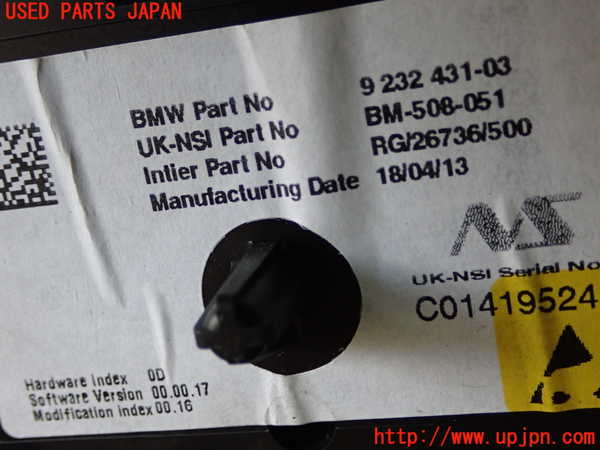 USED PARTS JAPAN
BMW Part No 9 232 431-03
UK-NSI Part No BM-508-051
Intier Part No RG/26736/500
Manufacturing Date 18/04/13
NS
UK-NSI Serial No
C01419524
Hardware Index 0D
Software Version 00.00.17
Modification index 00.16
http://www.upjpn.com/